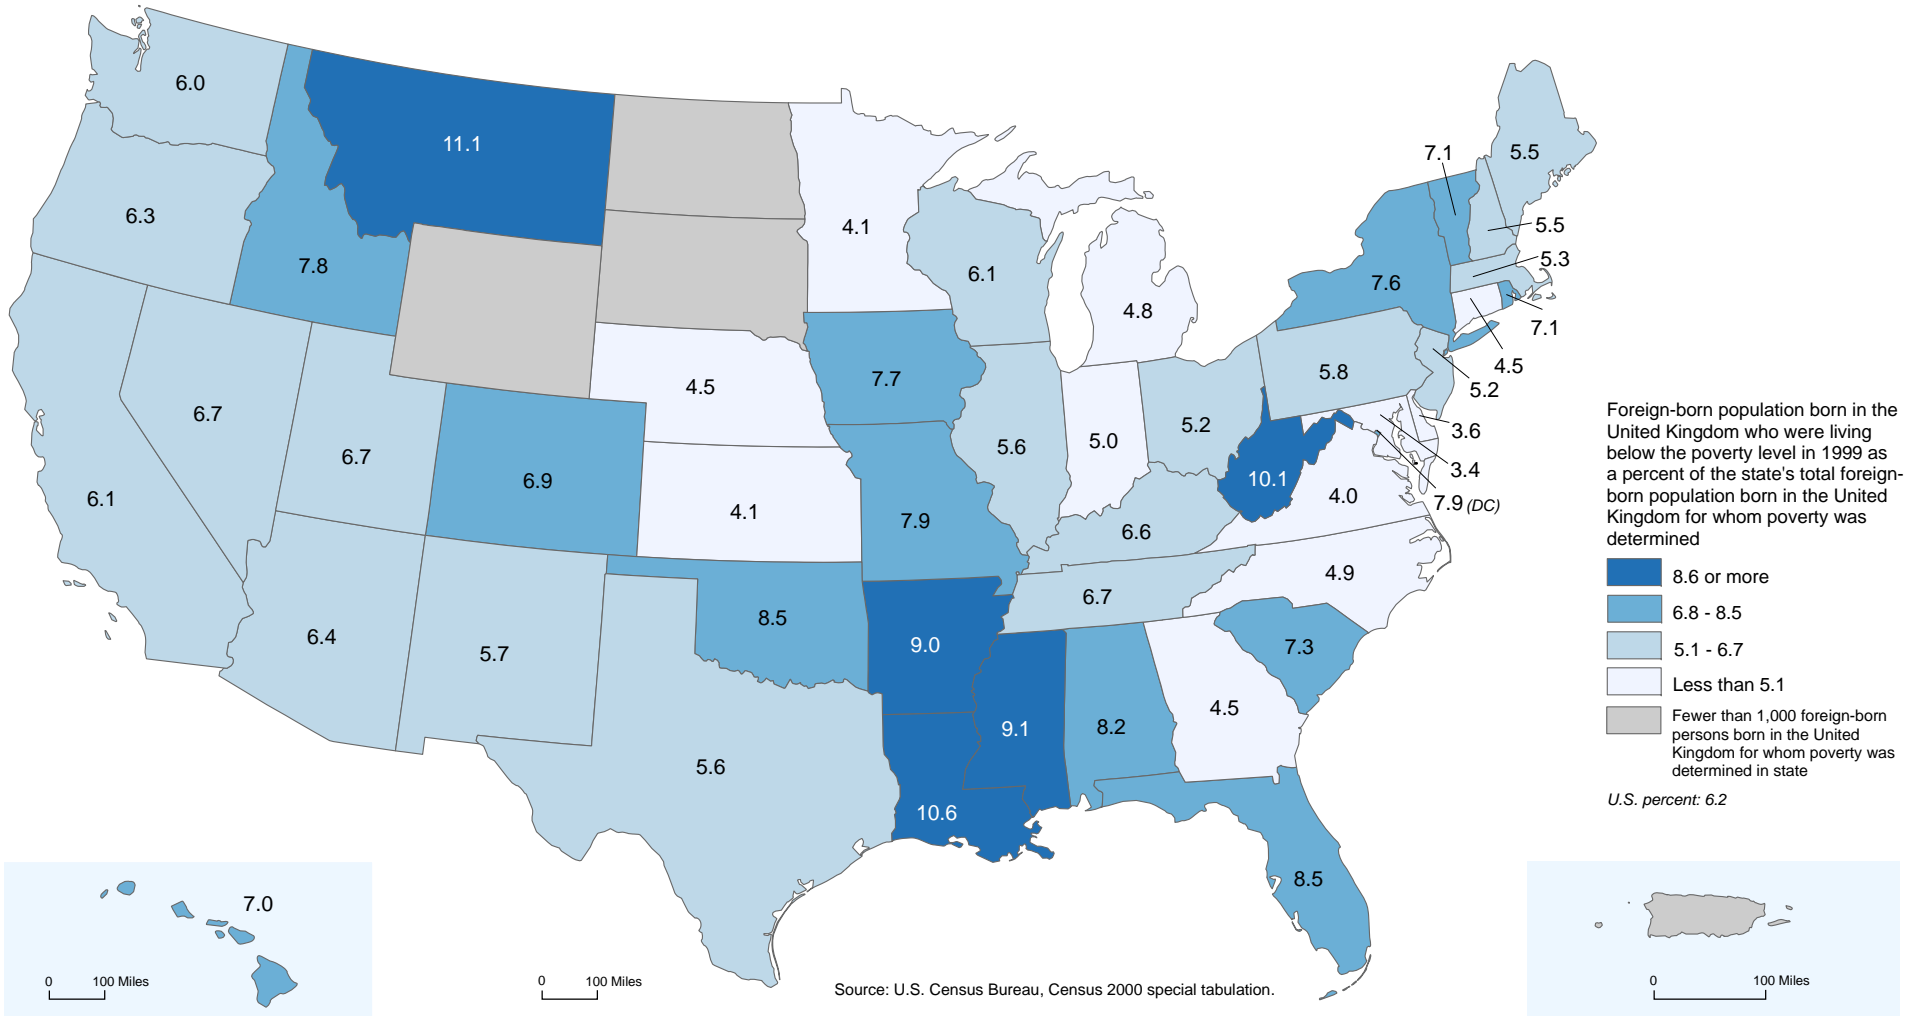 6.0
11.1
7.1
5.5
6.3
4.1
5.5
7.8
6.1
5.3
7.6
4.8
7.1
4.5
7.7
5.8
4.5
5.2
6.7
6.7
6.9
5.6
5.0
5.2
3.6
3.4
6.1
4.1
7.9
10.1
4.0
7.9 (DC)
6.6
4.9
6.7
6.4
5.7
8.5
9.0
7.3
4.5
9.1
8.2
5.6
10.6
8.5
7.0
Foreign-born population born in the
United Kingdom who were living
below the poverty level in 1999 as
a percent of the state's total foreign-
born population born in the United
Kingdom for whom poverty was
determined
8.6 or more
6.8 - 8.5
5.1 - 6.7
Less than 5.1
Fewer than 1,000 foreign-born
persons born in the United
Kingdom for whom poverty was
determined in state
U.S. percent: 6.2
0 100 Miles
0 100 Miles
Source: U.S. Census Bureau, Census 2000 special tabulation.
0 100 Miles